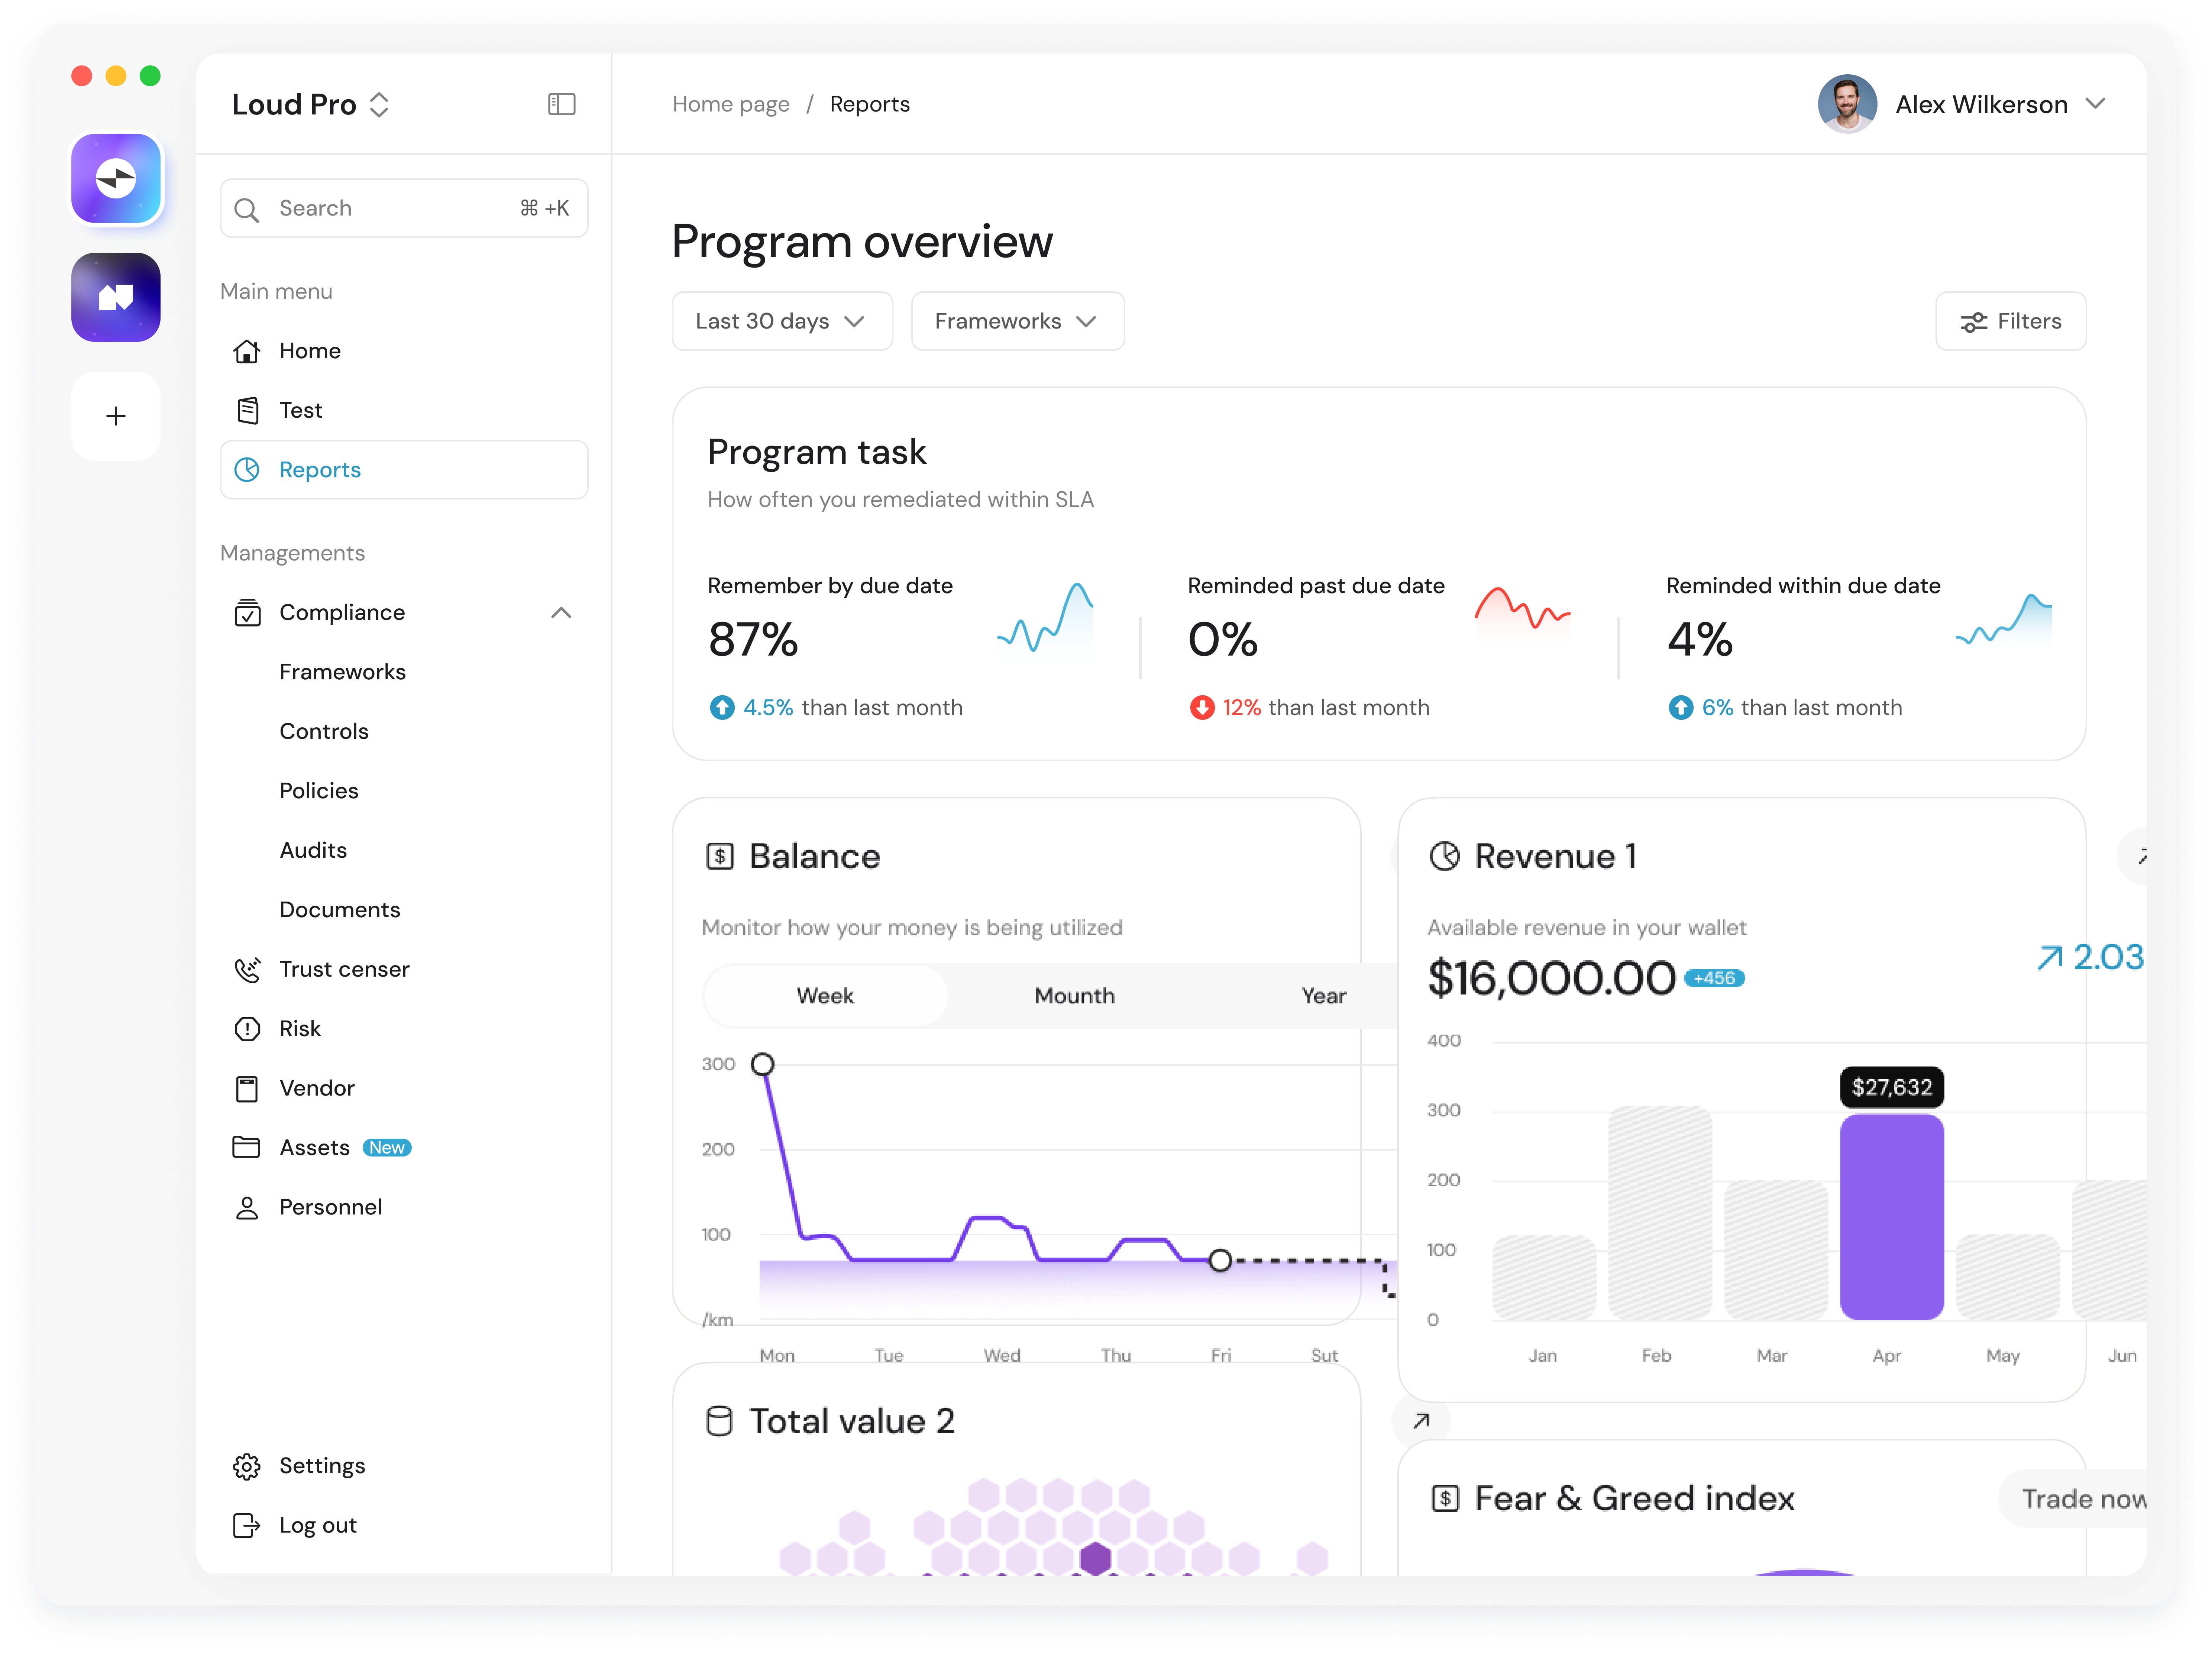 Loud Pro
Home page / Reports
Alex Wilkerson
Search ⌘ +K
Main menu
Home
Test
Reports
Managements
Compliance
Frameworks
Controls
Policies
Audits
Documents
Trust censer
Risk
Vendor
Assets New
Personnel
Settings
Log out
Program overview
Last 30 days
Frameworks
Filters
Program task
How often you remediated within SLA
Remember by due date
87%
4.5% than last month
Reminded past due date
0%
12% than last month
Reminded within due date
4%
6% than last month
Balance
Monitor how your money is being utilized
Week Mounth Year
300
200
100
/km
Mon Tue Wed Thu Fri Sut
Revenue 1
Available revenue in your wallet
$16,000.00 +456
2.03
400
300
200
100
0
$27,632
Jan Feb Mar Apr May Jun
Total value 2
Fear & Greed index
Trade now